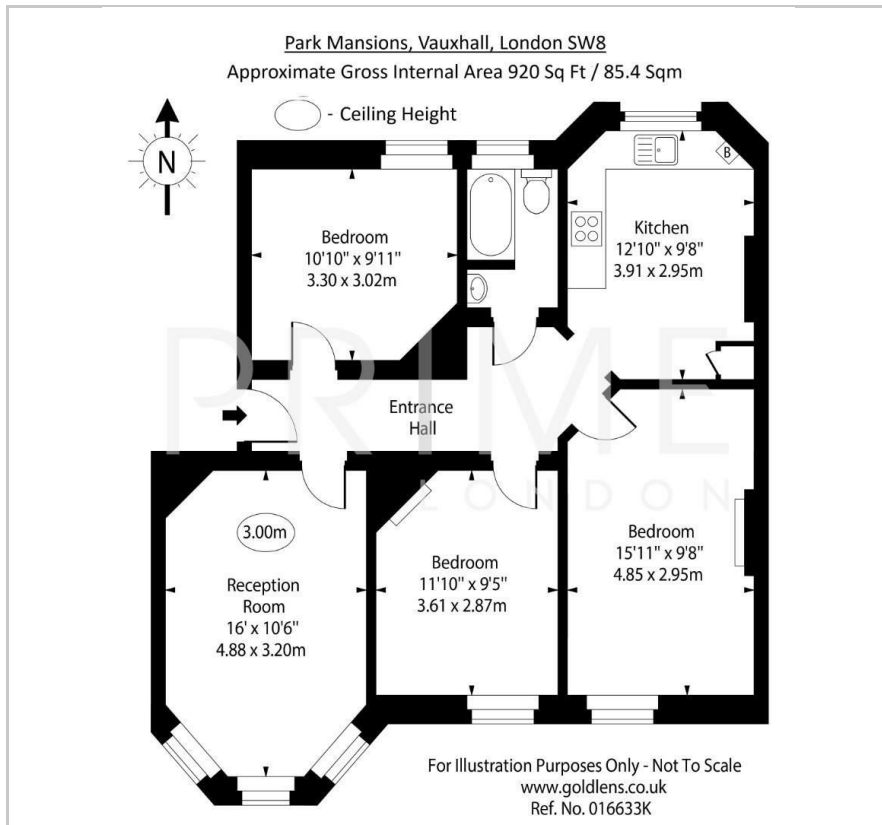 Park Mansions, Vauxhall, London SW8
Approximate Gross Internal Area 920 Sq Ft / 85.4 Sqm
- Ceiling Height
N
B
Bedroom
10'10" x 9'11"
3.30 x 3.02m
Kitchen
12'10" x 9'8"
3.91 x 2.95m
PRIME
LONDON
Entrance
Hall
3.00m
Reception
Room
16' x 10'6"
4.88 x 3.20m
Bedroom
11'10" x 9'5"
3.61 x 2.87m
Bedroom
15'11" x 9'8"
4.85 x 2.95m
For Illustration Purposes Only - Not To Scale
www.goldlens.co.uk
Ref. No. 016633K